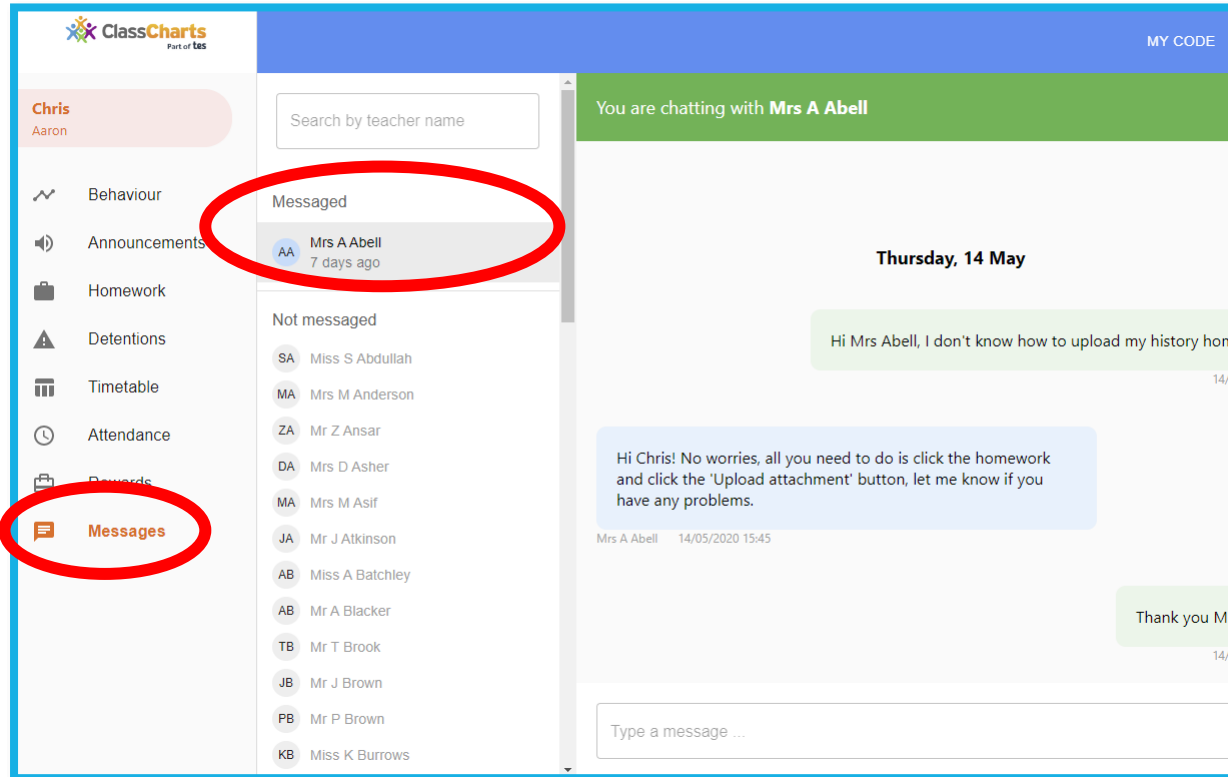 ClassCharts
Part of tes
MY CODE
Chris
Aaron
Behaviour
Announcements
Homework
Detentions
Timetable
Attendance
Rewards
Messages
Search by teacher name
Messaged
AA Mrs A Abell
7 days ago
Not messaged
SA Miss S Abdullah
MA Mrs M Anderson
ZA Mr Z Ansar
DA Mrs D Asher
MA Mrs M Asif
JA Mr J Atkinson
AB Miss A Batchley
AB Mr A Blacker
TB Mr T Brook
JB Mr J Brown
PB Mr P Brown
KB Miss K Burrows
You are chatting with Mrs A Abell
Thursday, 14 May
Hi Mrs Abell, I don't know how to upload my history hom
14/
Hi Chris! No worries, all you need to do is click the homework
and click the 'Upload attachment' button, let me know if you
have any problems.
Mrs A Abell 14/05/2020 15:45
Thank you M
14/
Type a message ...